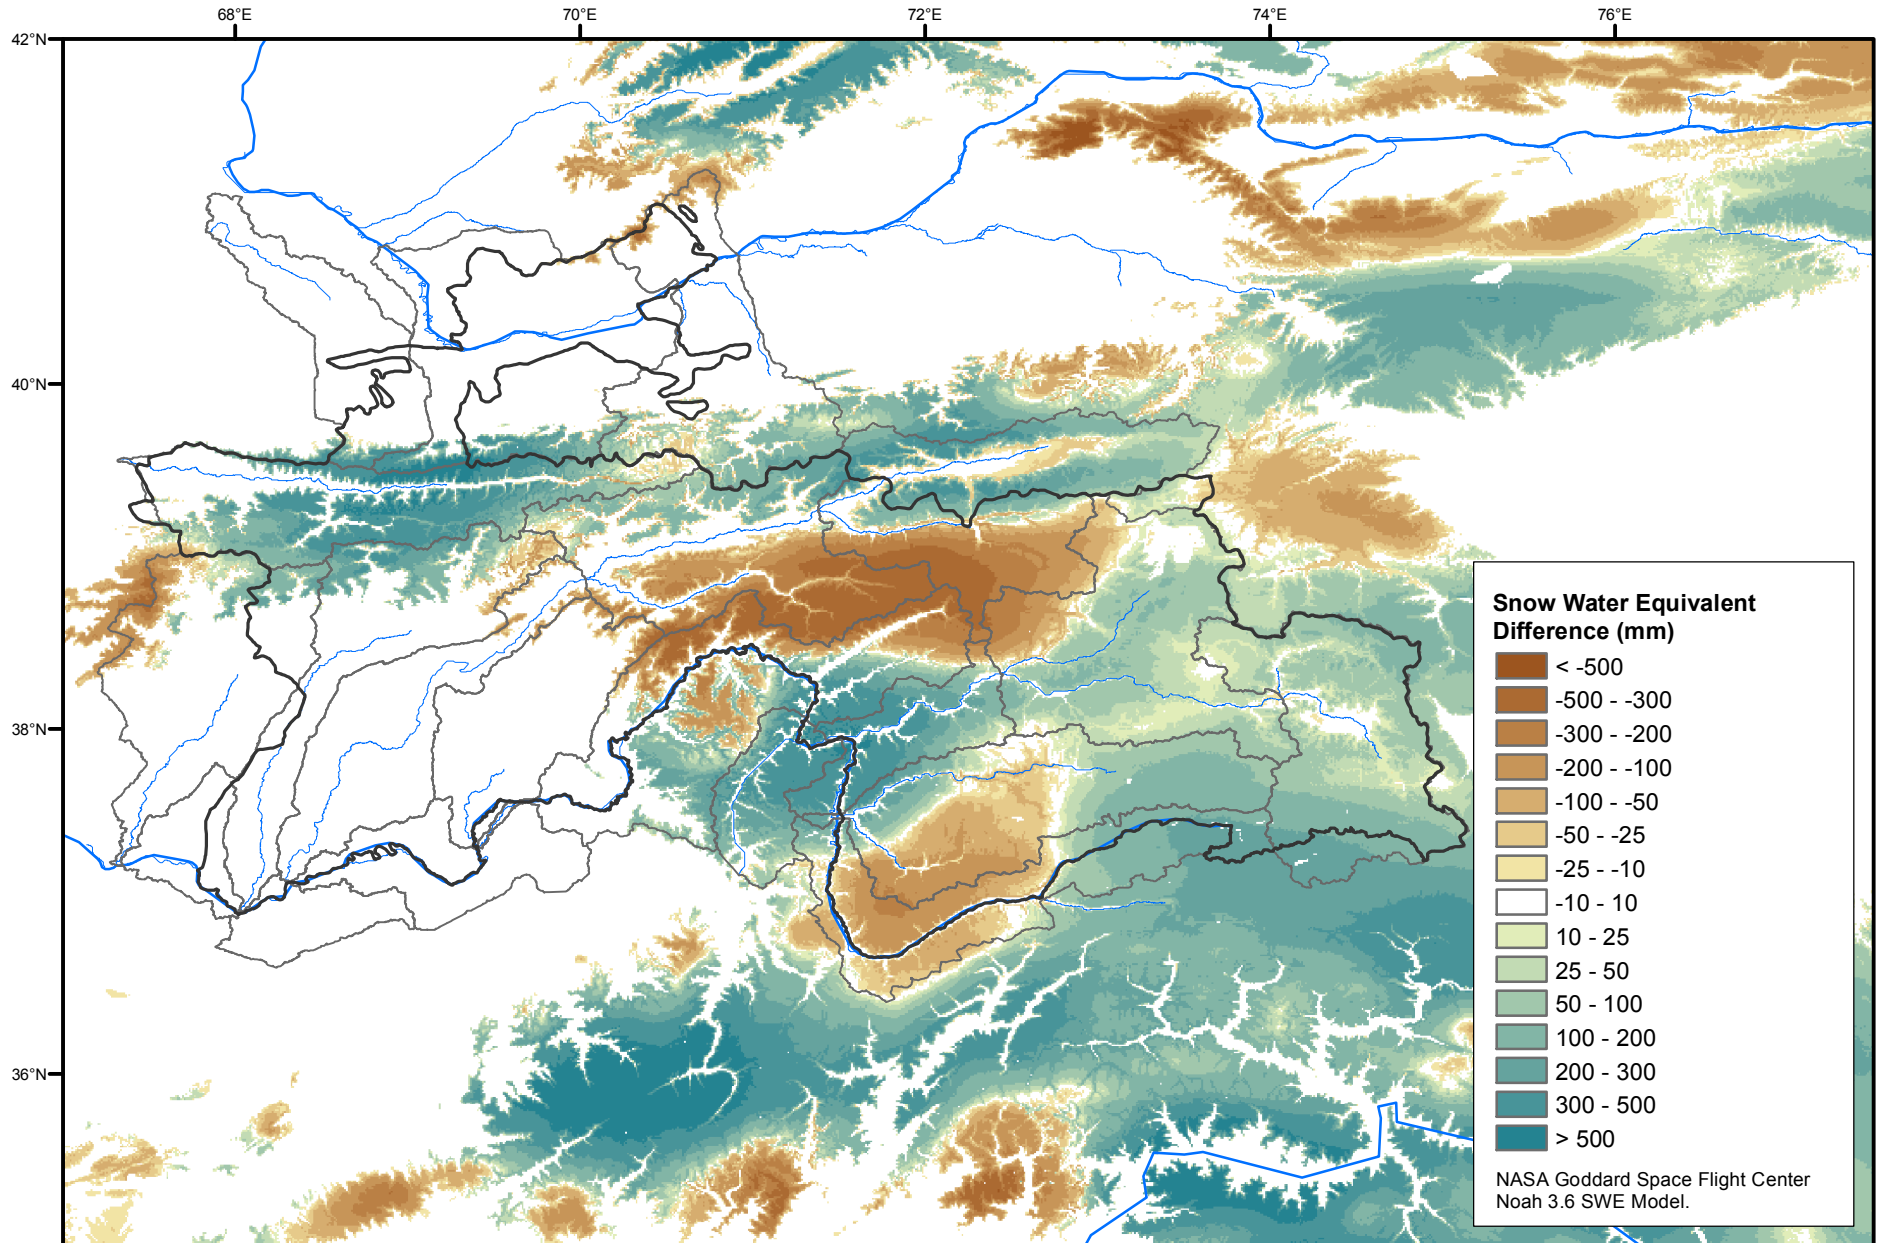 68°E
70°E
72°E
74°E
76°E
42°N
40°N
38°N
36°N
Snow Water Equivalent
Difference (mm)
< -500
-500 - -300
-300 - -200
-200 - -100
-100 - -50
-50 - -25
-25 - -10
-10 - 10
10 - 25
25 - 50
50 - 100
100 - 200
200 - 300
300 - 500
> 500
NASA Goddard Space Flight Center
Noah 3.6 SWE Model.